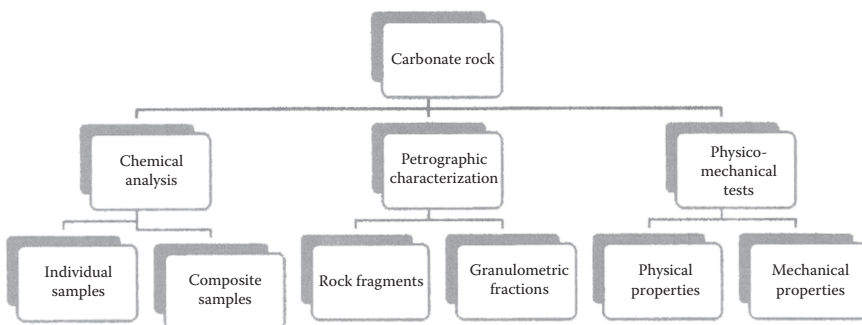 Carbonate rock
Chemical
analysis
Petrographic
characterization
Physico-
mechanical
tests
Individual
samples
Composite
samples
Rock fragments
Granulometric
fractions
Physical
properties
Mechanical
properties